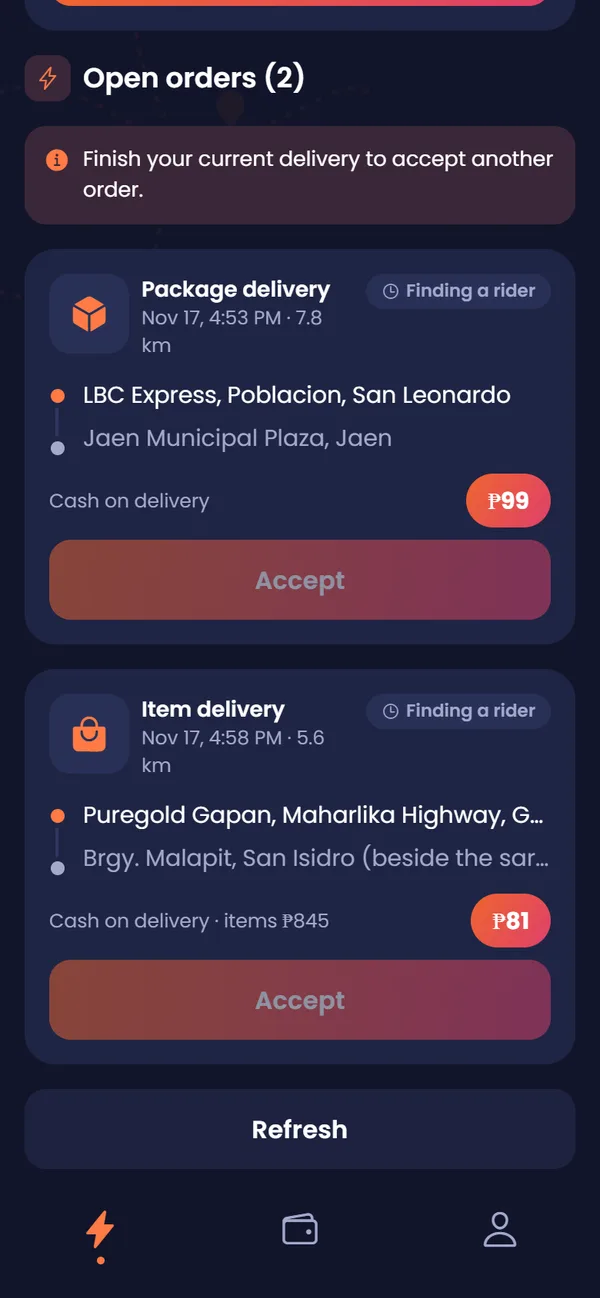 Open orders (2)
Finish your current delivery to accept another
order.
Package delivery
Finding a rider
Nov 17, 4:53 PM · 7.8
km
LBC Express, Poblacion, San Leonardo
Jaen Municipal Plaza, Jaen
Cash on delivery
₱99
Accept
Item delivery
Finding a rider
Nov 17, 4:58 PM · 5.6
km
Puregold Gapan, Maharlika Highway, G...
Brgy. Malapit, San Isidro (beside the sar...
Cash on delivery · items ₱845
₱81
Accept
Refresh